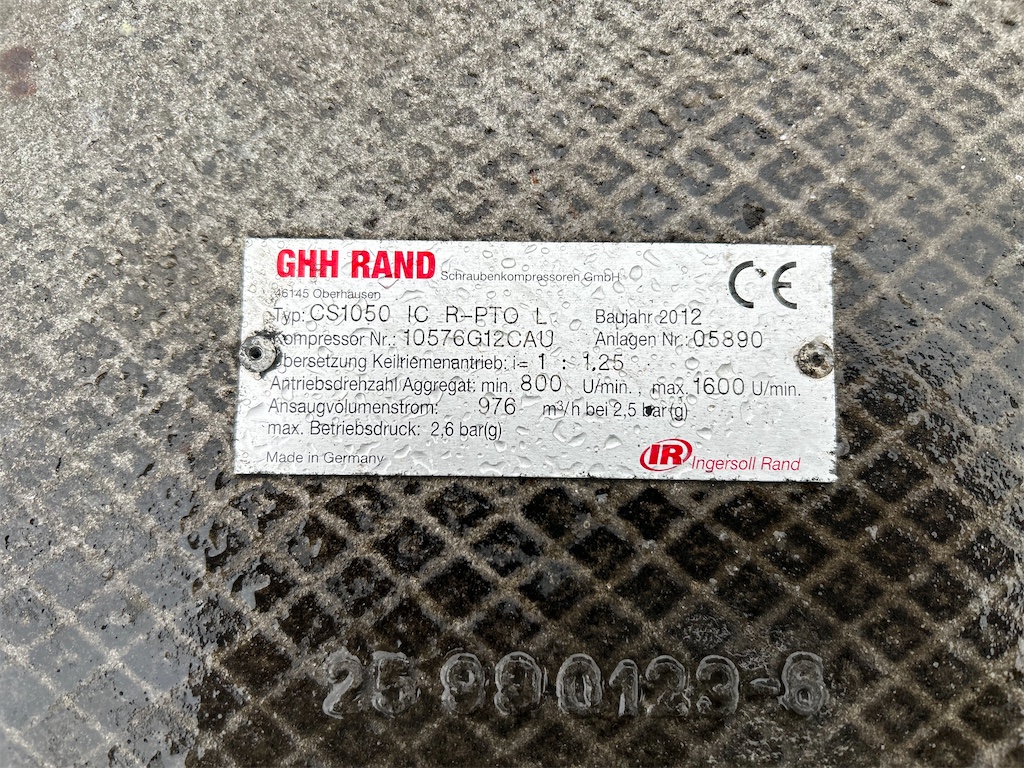 GHH RAND Schraubenkompressoren GmbH
CE
46145 Oberhausen
Typ: CS1050 IC R-PTO L Baujahr 2012
Kompressor Nr.: 10576G12CAU Anlagen Nr.: 05890
Übersetzung Keilriemenantrieb: i= 1 : 1,25
Antriebsdrehzahl Aggregat: min. 800 U/min., max. 1600 U/min.
Ansaugvolumenstrom: 976 m³/h bei 2,5 bar(g)
max. Betriebsdruck: 2,6 bar(g)
Made in Germany
IR Ingersoll Rand
25 990123-8